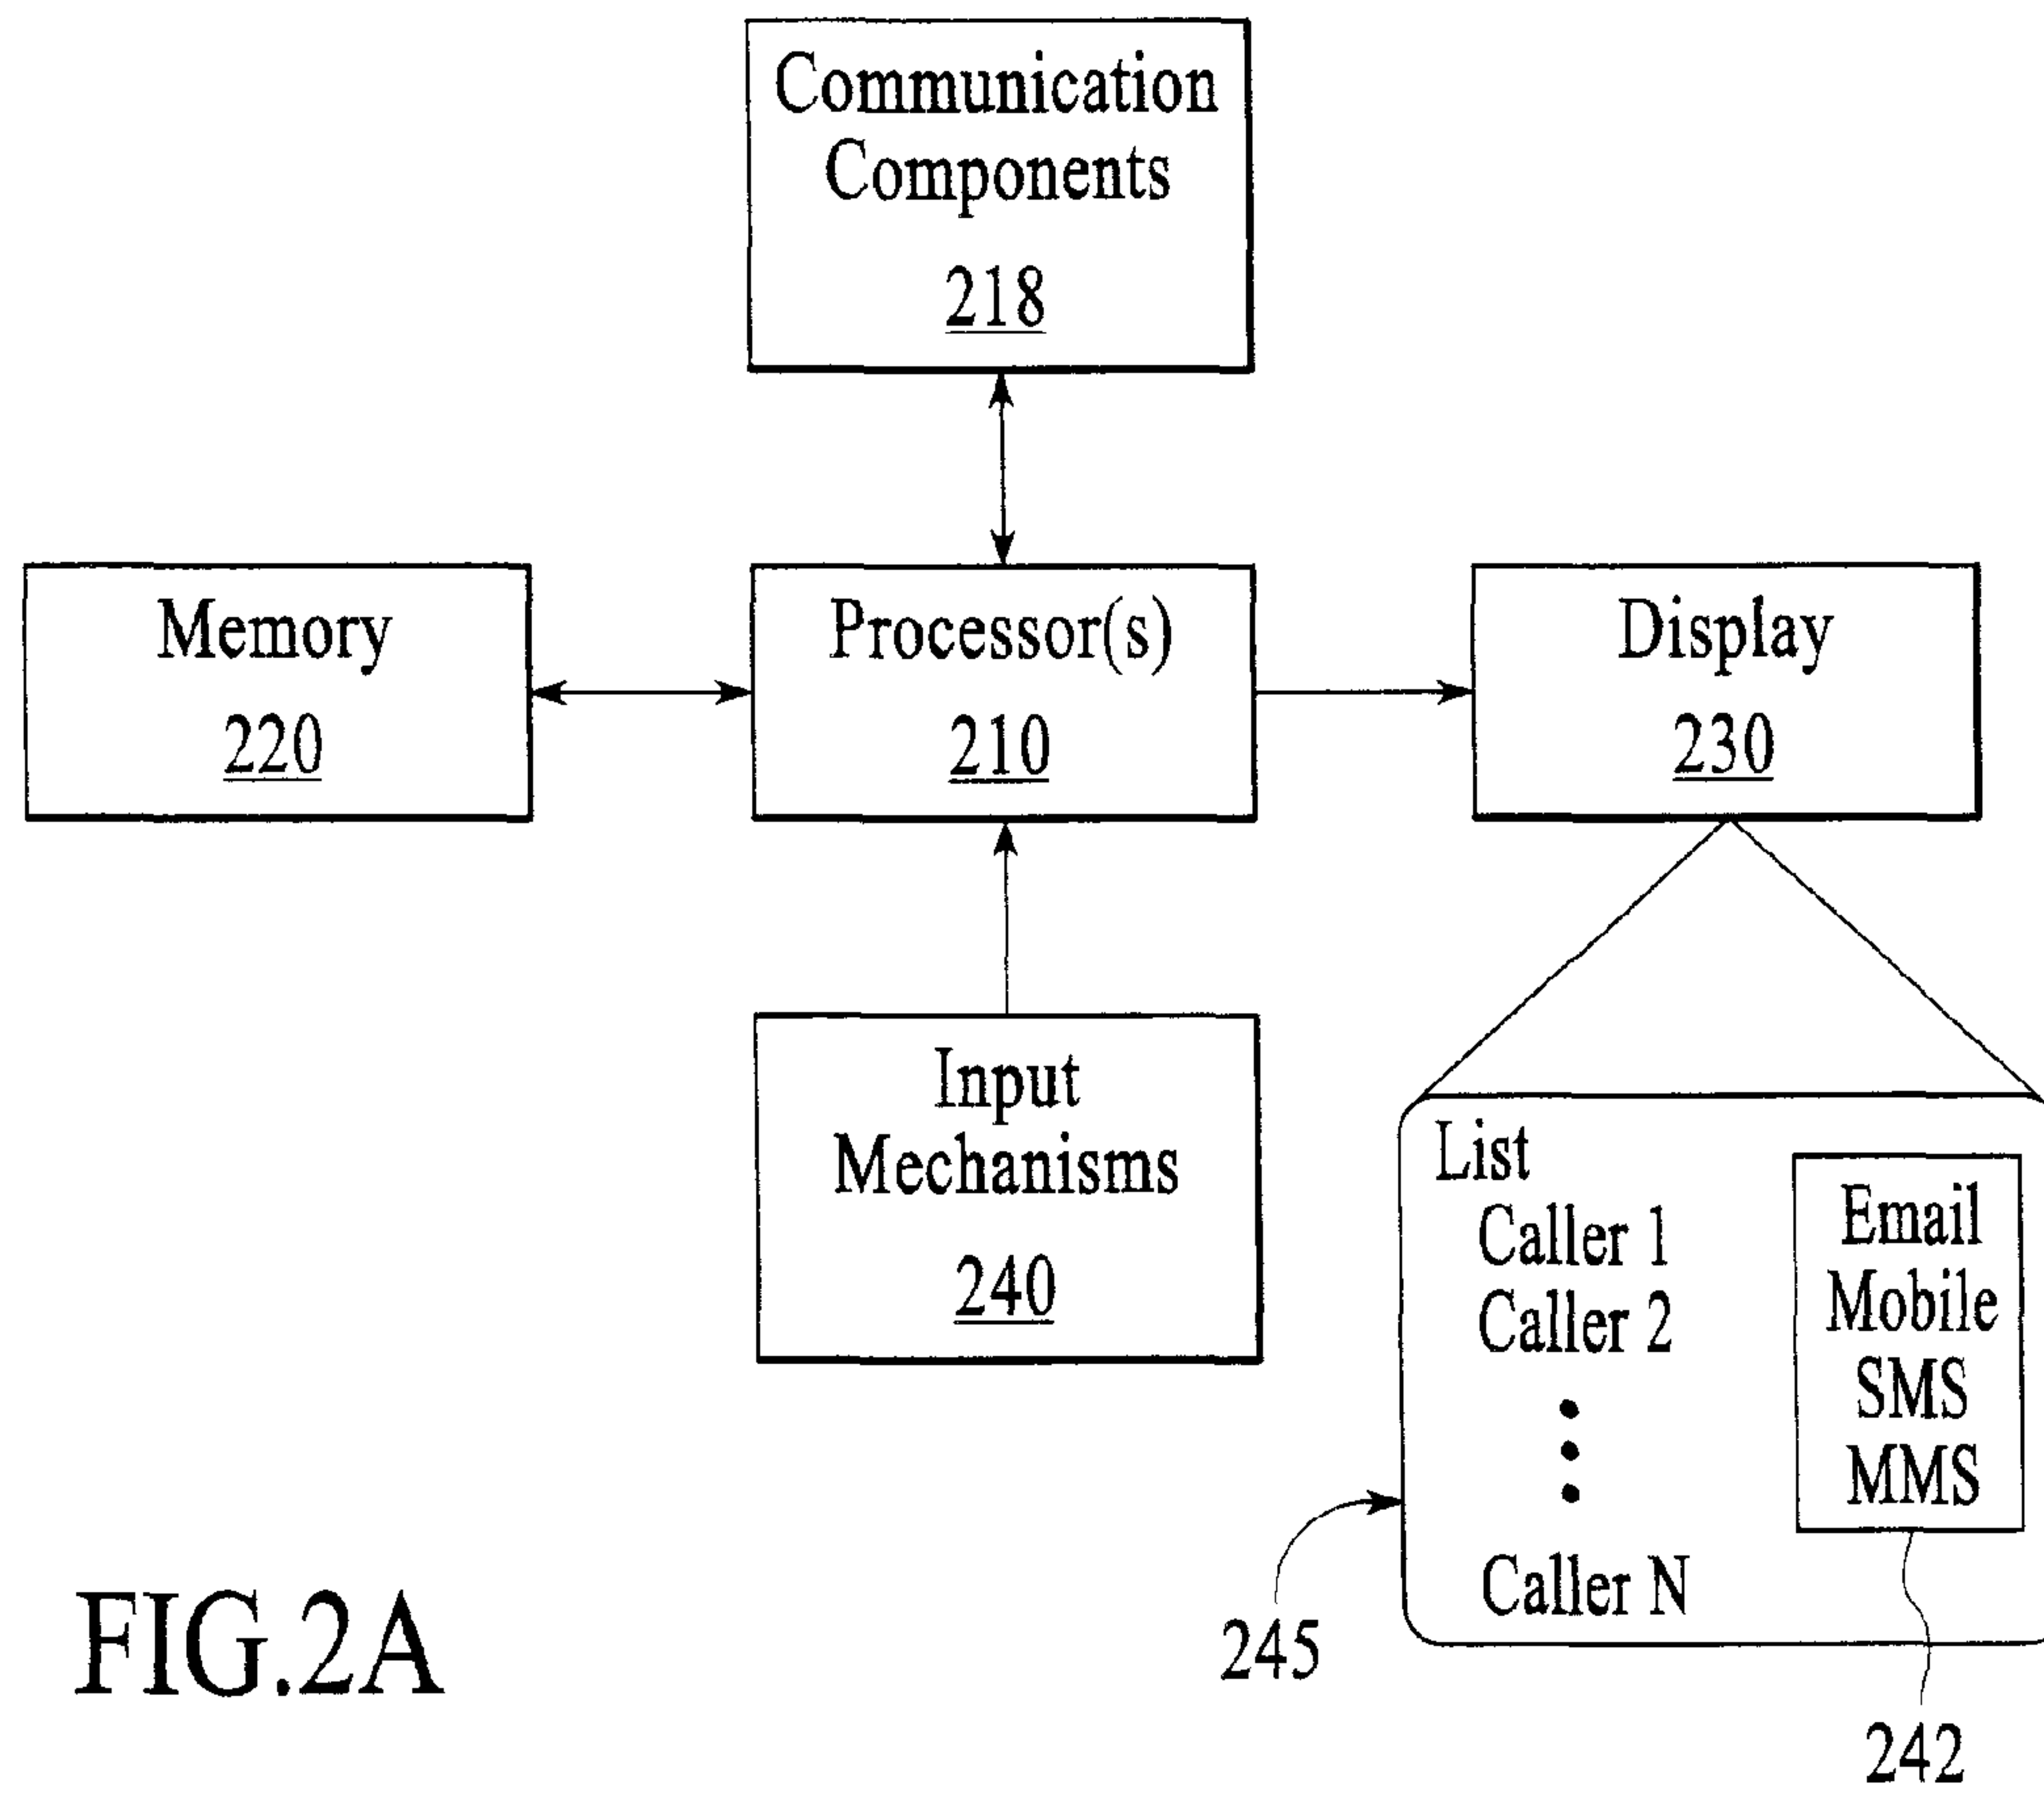 Communication
Components
218
Memory
220
Processor(s)
210
Display
230
Input
Mechanisms
240
List
Caller 1
Caller 2
Caller N
Email
Mobile
SMS
MMS
245
242
FIG.2A